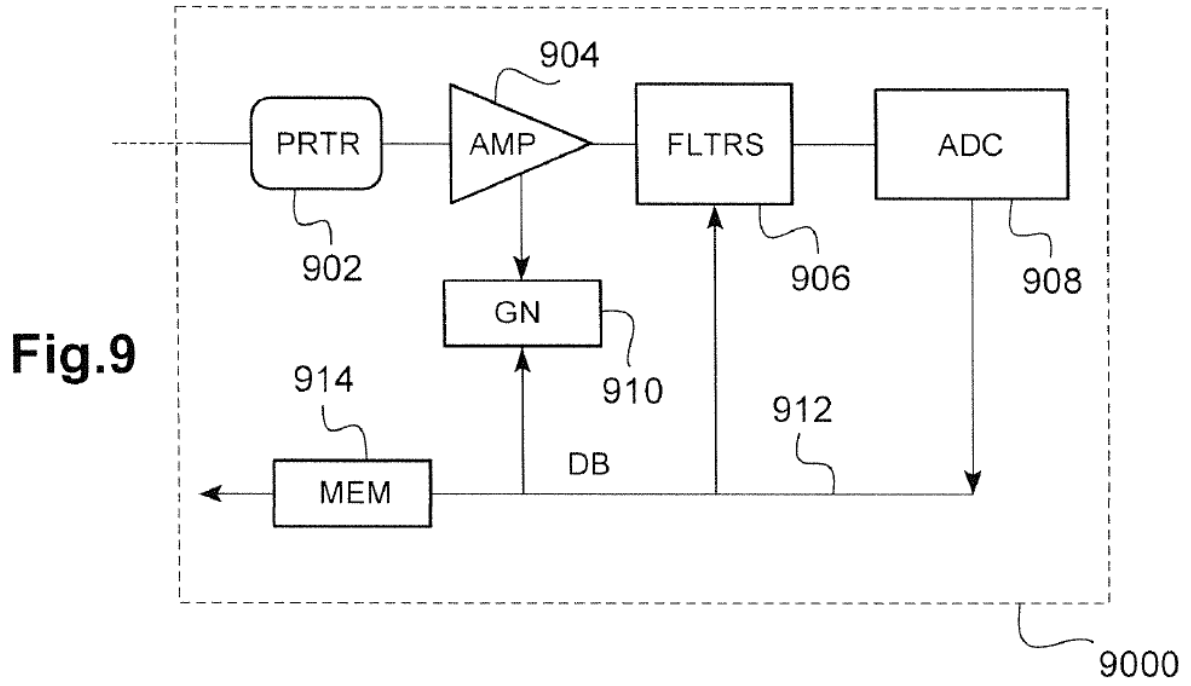 904
PRTR
AMP
FLTRS
ADC
902
906
908
GN
Fig.9
914
910
912
DB
MEM
9000